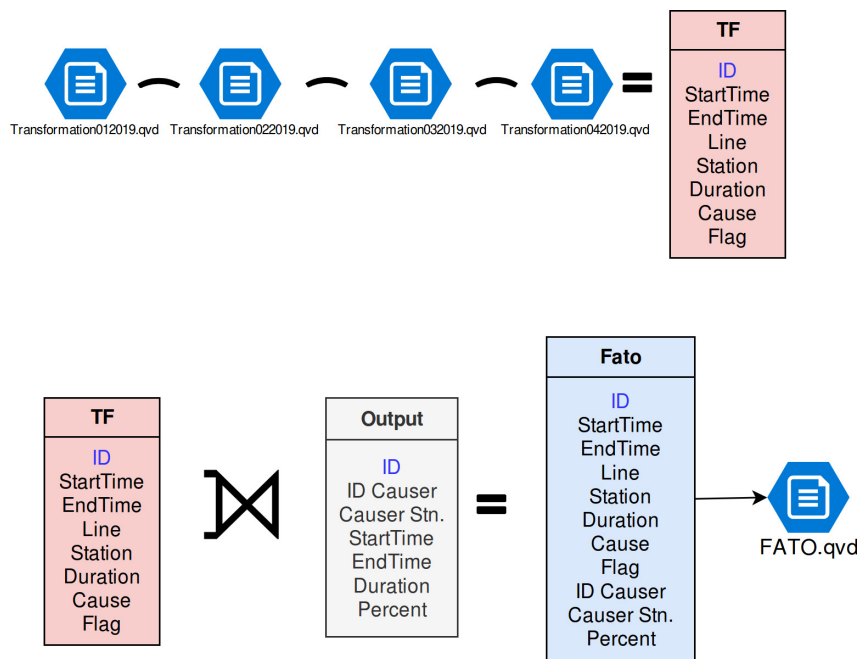 Transformation012019.qvd
Transformation022019.qvd
Transformation032019.qvd
Transformation042019.qvd
=
TF
ID
StartTime
EndTime
Line
Station
Duration
Cause
Flag
TF
ID
StartTime
EndTime
Line
Station
Duration
Cause
Flag
Output
ID
ID Causer
Causer Stn.
StartTime
EndTime
Duration
Percent
=
Fato
ID
StartTime
EndTime
Line
Station
Duration
Cause
Flag
ID Causer
Causer Stn.
Percent
FATO.qvd